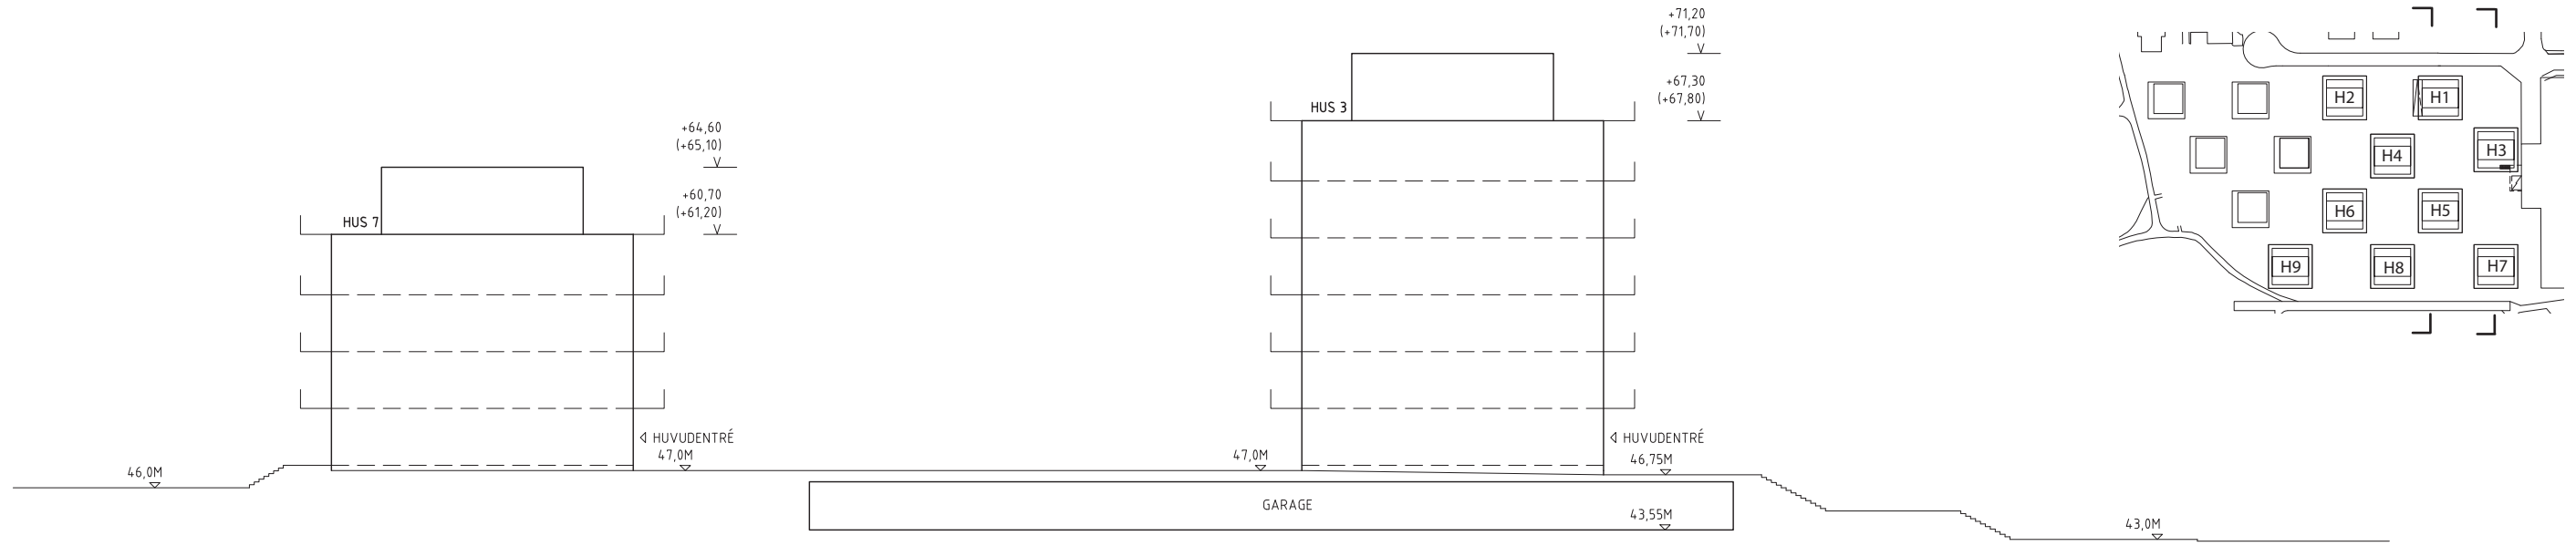 +71,20
(+71,70)
+67,30
(+67,80)
HUS 3
+64,60
(+65,10)
+60,70
(+61,20)
HUS 7
H2
H1
H4
H3
H6
H5
H9
H8
H7
HUVUDENTRÉ
47,0M
HUVUDENTRÉ
46,75M
46,0M
47,0M
GARAGE
43,55M
43,0M